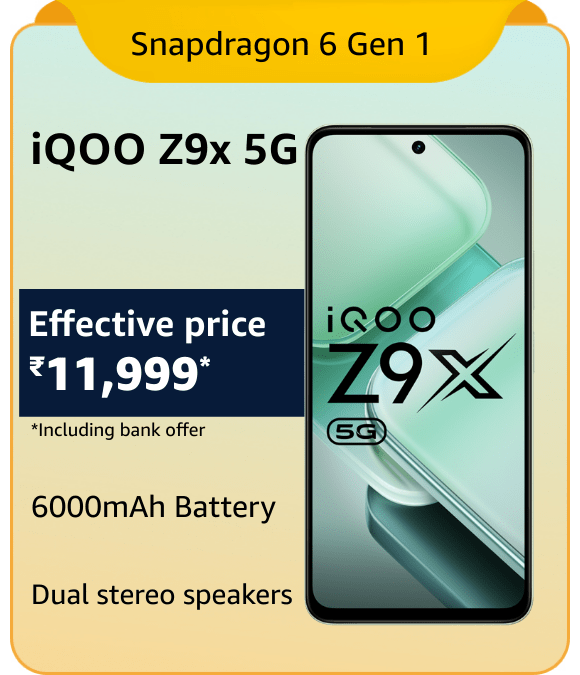 Snapdragon 6 Gen 1
iQOO Z9x 5G
Effective price
₹11,999*
*Including bank offer
6000mAh Battery
Dual stereo speakers
iQOO
Z9X
5G